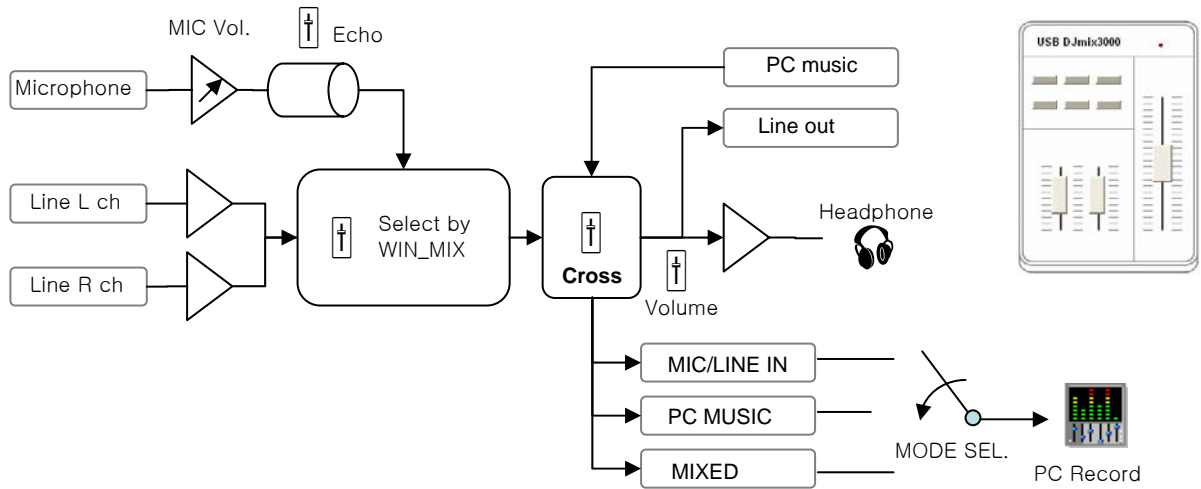 MIC Vol.
Echo
Microphone
PC music
Line out
USB DJmix3000
Line L ch
Select by
WIN_MIX
Line R ch
Cross
Headphone
Volume
MIC/LINE IN
PC MUSIC
MIXED
MODE SEL.
PC Record